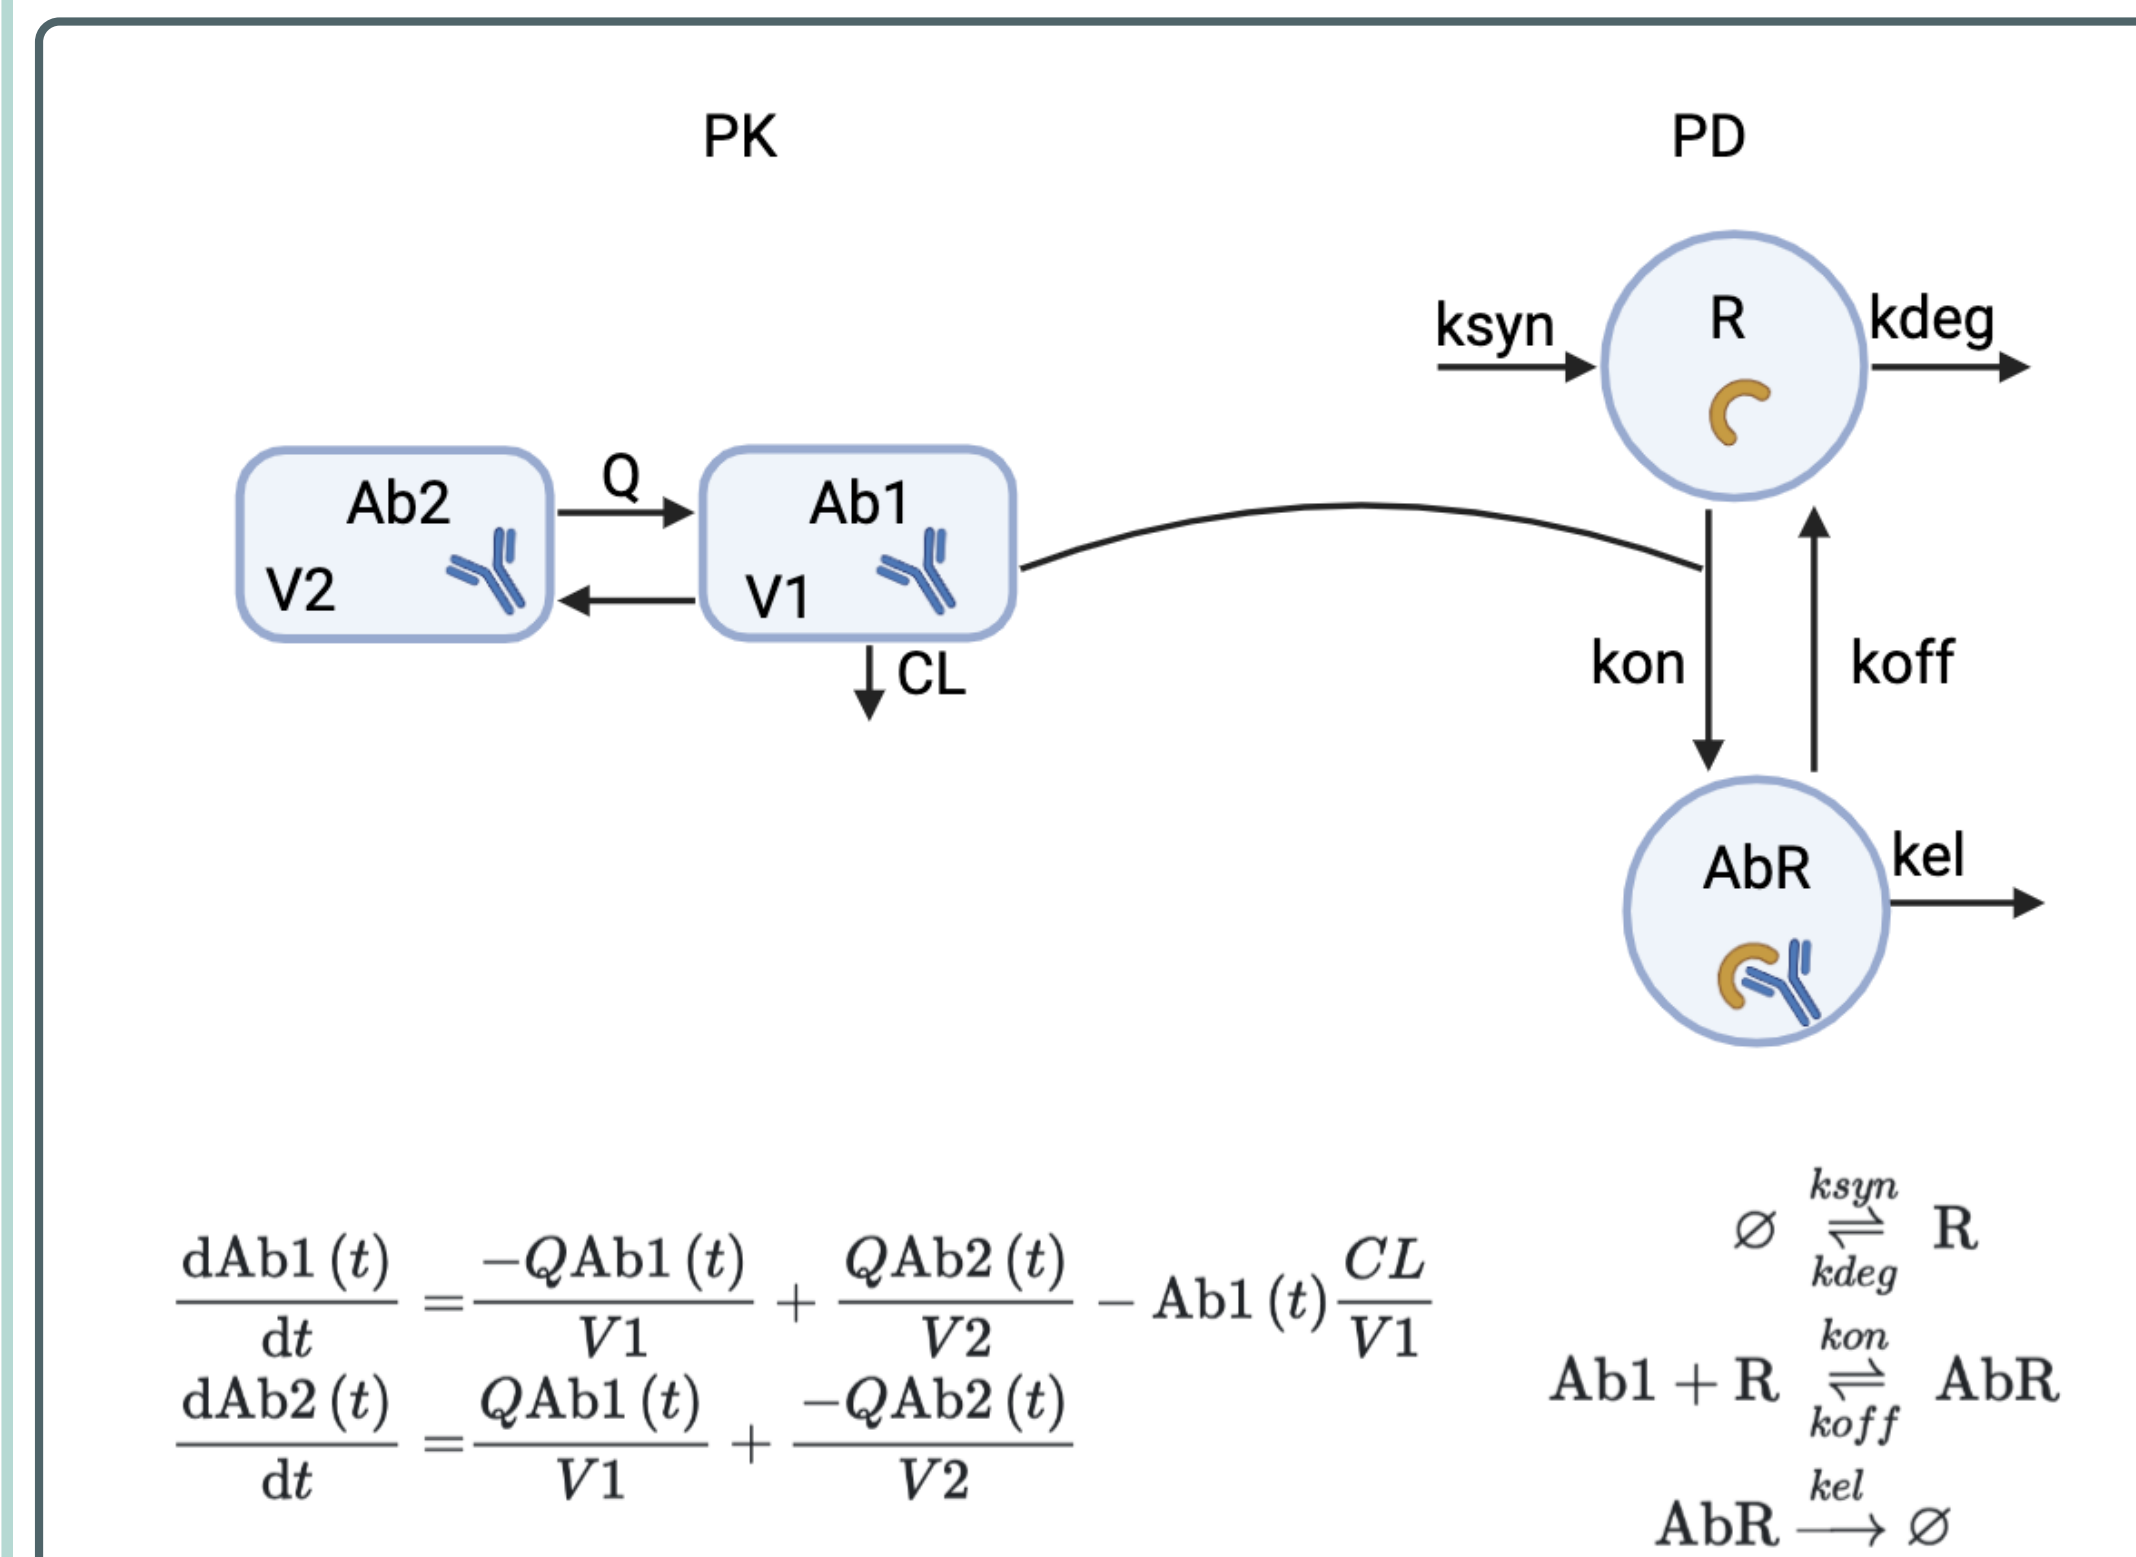 PK
PD
ksyn
R
kdeg
Ab2
V2
Q
Ab1
V1
CL
kon
koff
AbR
kel
dAb1(t)/dt = −QAb1(t)/V1 + QAb2(t)/V2 − Ab1(t) CL/V1
dAb2(t)/dt = QAb1(t)/V1 + −QAb2(t)/V2
ksyn
∅ ⇌ R
kdeg
kon
Ab1 + R ⇌ AbR
koff
kel
AbR ⟶ ∅